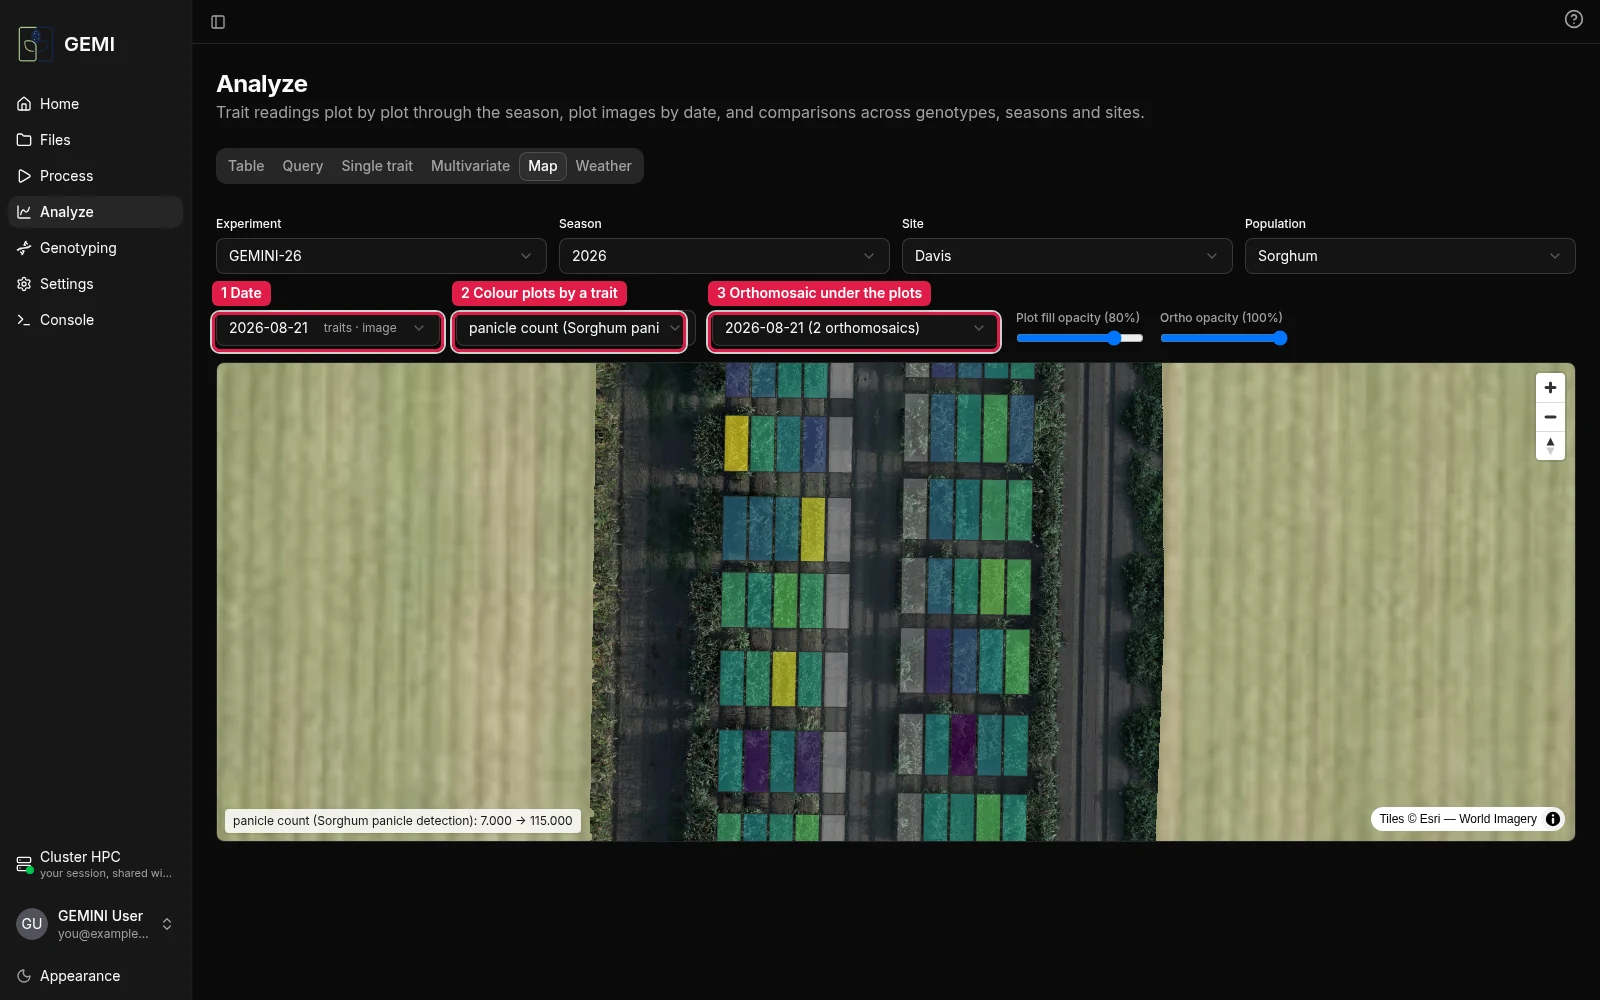 GEMI
Home
Files
Process
Analyze
Genotyping
Settings
Console
Cluster HPC
your session, shared wi...
GU
GEMINI User
you@example...
Appearance
Analyze
Trait readings plot by plot through the season, plot images by date, and comparisons across genotypes, seasons and sites.
Table Query Single trait Multivariate Map Weather
Experiment Season Site Population
GEMINI-26 2026 Davis Sorghum
1 Date 2 Colour plots by a trait 3 Orthomosaic under the plots
2026-08-21 traits · image panicle count (Sorghum pani 2026-08-21 (2 orthomosaics) Plot fill opacity (80%) Ortho opacity (100%)
panicle count (Sorghum panicle detection): 7.000 → 115.000
Tiles © Esri — World Imagery